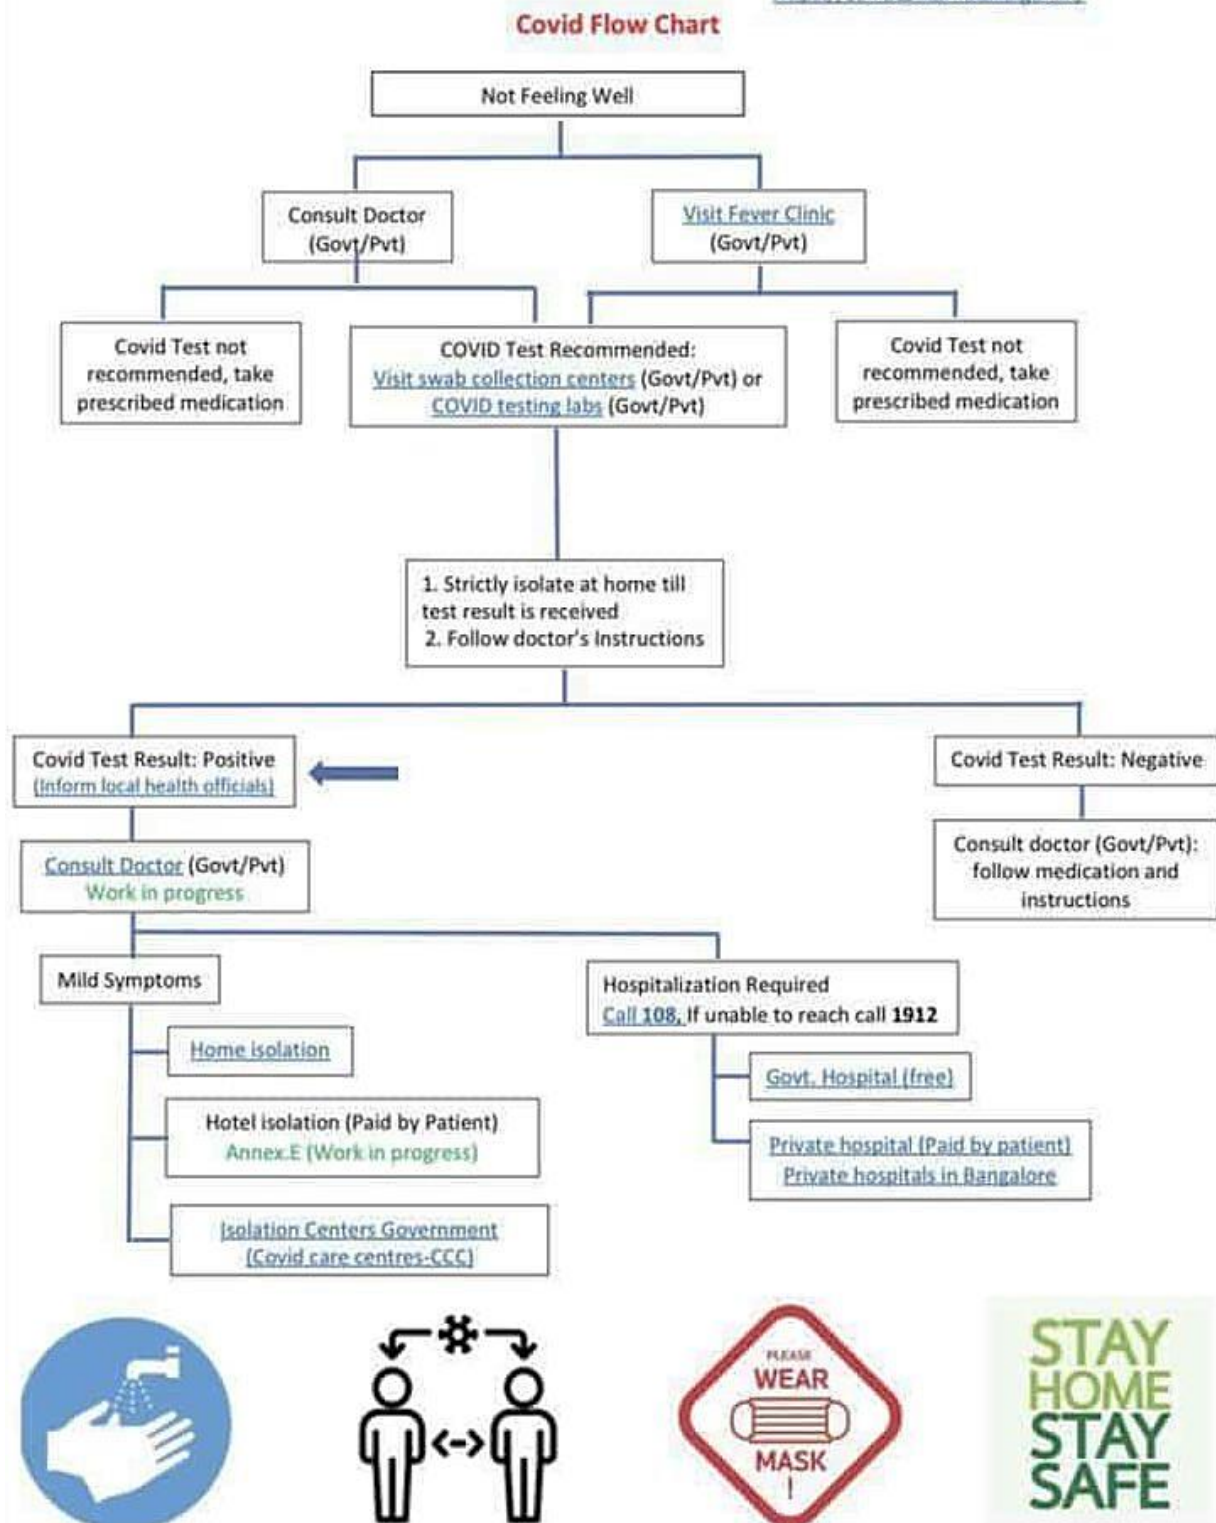 Covid Flow Chart
Not Feeling Well
Consult Doctor
(Govt/Pvt)
Visit Fever Clinic
(Govt/Pvt)
Covid Test not
recommended, take
prescribed medication
COVID Test Recommended:
Visit swab collection centers (Govt/Pvt) or
COVID testing labs (Govt/Pvt)
Covid Test not
recommended, take
prescribed medication
1. Strictly isolate at home till
test result is received
2. Follow doctor's Instructions
Covid Test Result: Positive
(Inform local health officials)
Covid Test Result: Negative
Consult Doctor (Govt/Pvt)
Work in progress
Consult doctor (Govt/Pvt):
follow medication and
instructions
Mild Symptoms
Hospitalization Required
Call 108, If unable to reach call 1912
Home isolation
Govt. Hospital (free)
Hotel isolation (Paid by Patient)
Annex.E (Work in progress)
Private hospital (Paid by patient)
Private hospitals in Bangalore
Isolation Centers Government
(Covid care centres-CCC)
PLEASE
WEAR
MASK
!
STAY
HOME
STAY
SAFE